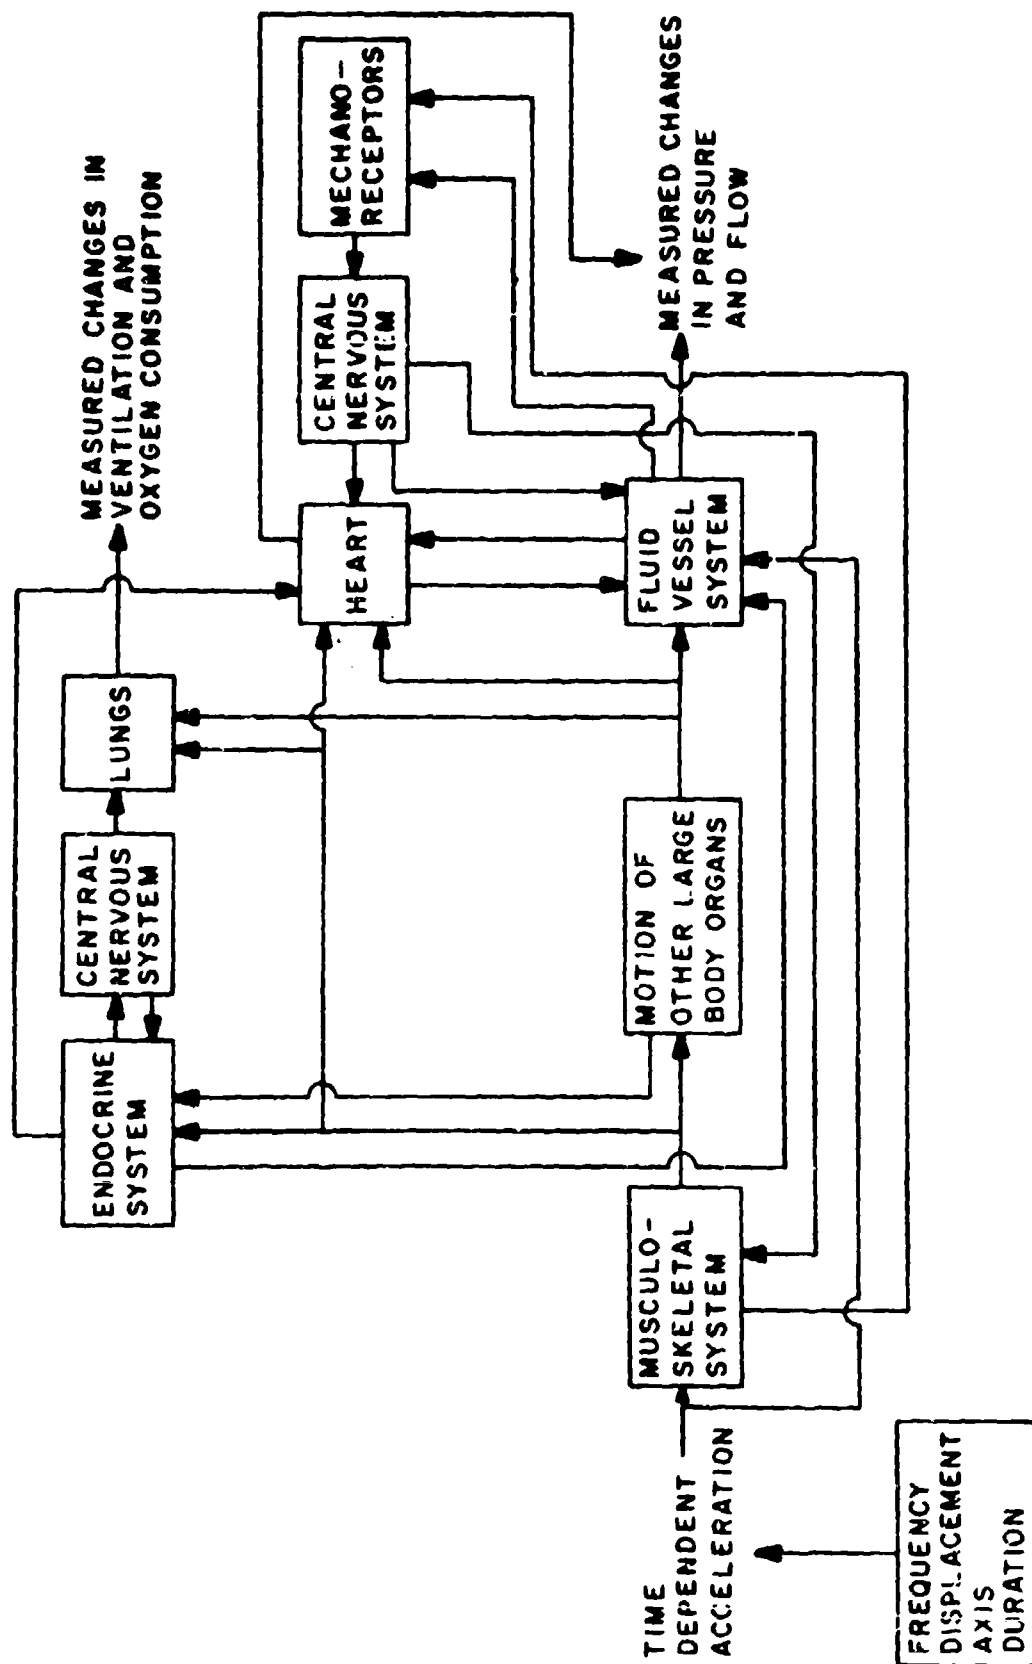 MEASURED CHANGES IN
VENTILATION AND
OXYGEN CONSUMPTION
ENDOCRINE
SYSTEM
CENTRAL
NERVOUS
SYSTEM
LUNGS
HEART
CENTRAL
NERVOUS
SYSTEM
MECHANO-
RECEPTORS
MUSCULO-
SKELETAL
SYSTEM
MOTION OF
OTHER LARGE
BODY ORGANS
FLUID
VESSEL
SYSTEM
MEASURED CHANGES
IN PRESSURE
AND FLOW
TIME
DEPENDENT
ACCELERATION
FREQUENCY
DISPLACEMENT
AXIS
DURATION